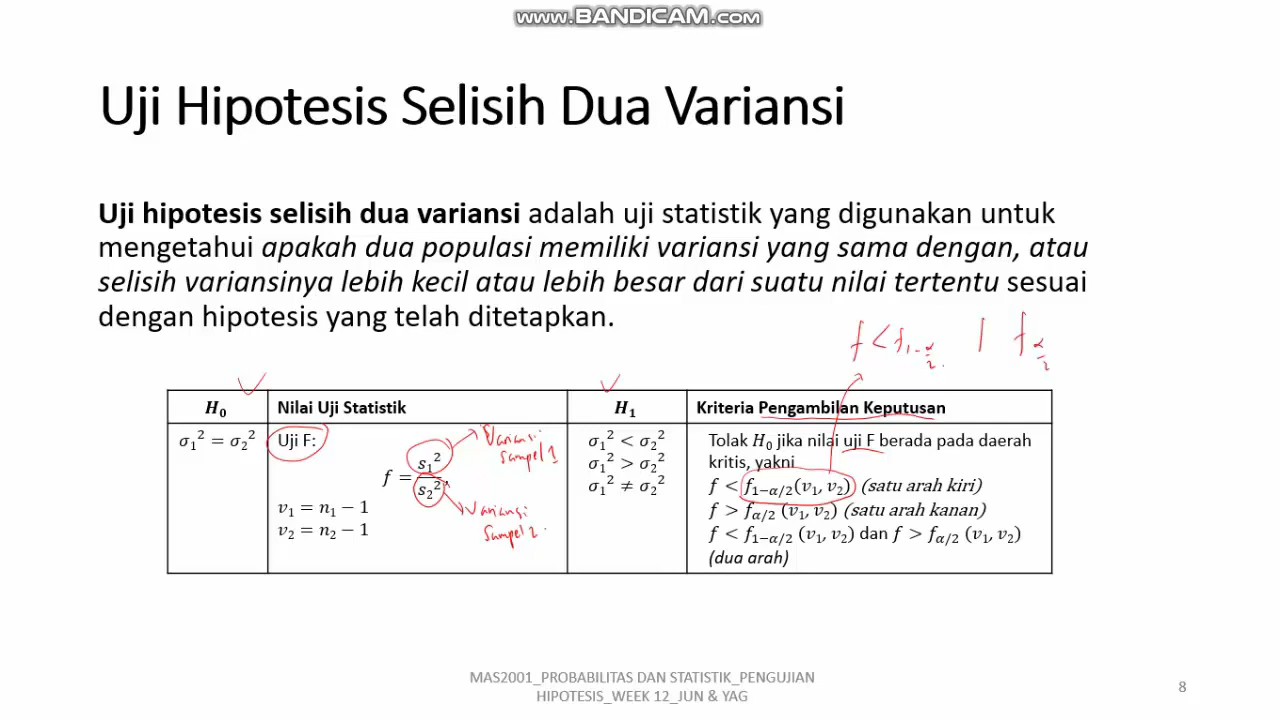 www.BANDICAM.com
Uji Hipotesis Selisih Dua Variansi
Uji hipotesis selisih dua variansi adalah uji statistik yang digunakan untuk
mengetahui apakah dua populasi memiliki variansi yang sama dengan, atau
selisih variansinya lebih kecil atau lebih besar dari suatu nilai tertentu sesuai
dengan hipotesis yang telah ditetapkan.
f < f₁₋α/2 | f α/2
H₀ Nilai Uji Statistik H₁ Kriteria Pengambilan Keputusan
σ₁² = σ₂²
Uji F:
f = s₁²/s₂²,
v₁ = n₁ − 1
v₂ = n₂ − 1
Variansi
Sampel 1
Variansi
Sampel 2
σ₁² < σ₂²
σ₁² > σ₂²
σ₁² ≠ σ₂²
Tolak H₀ jika nilai uji F berada pada daerah
kritis, yakni
f < f₁₋α/₂(v₁, v₂) (satu arah kiri)
f > fα/₂ (v₁, v₂) (satu arah kanan)
f < f₁₋α/₂ (v₁, v₂) dan f > fα/₂ (v₁, v₂)
(dua arah)
MAS2001_PROBABILITAS DAN STATISTIK_PENGUJIAN
HIPOTESIS_WEEK 12_JUN & YAG
8